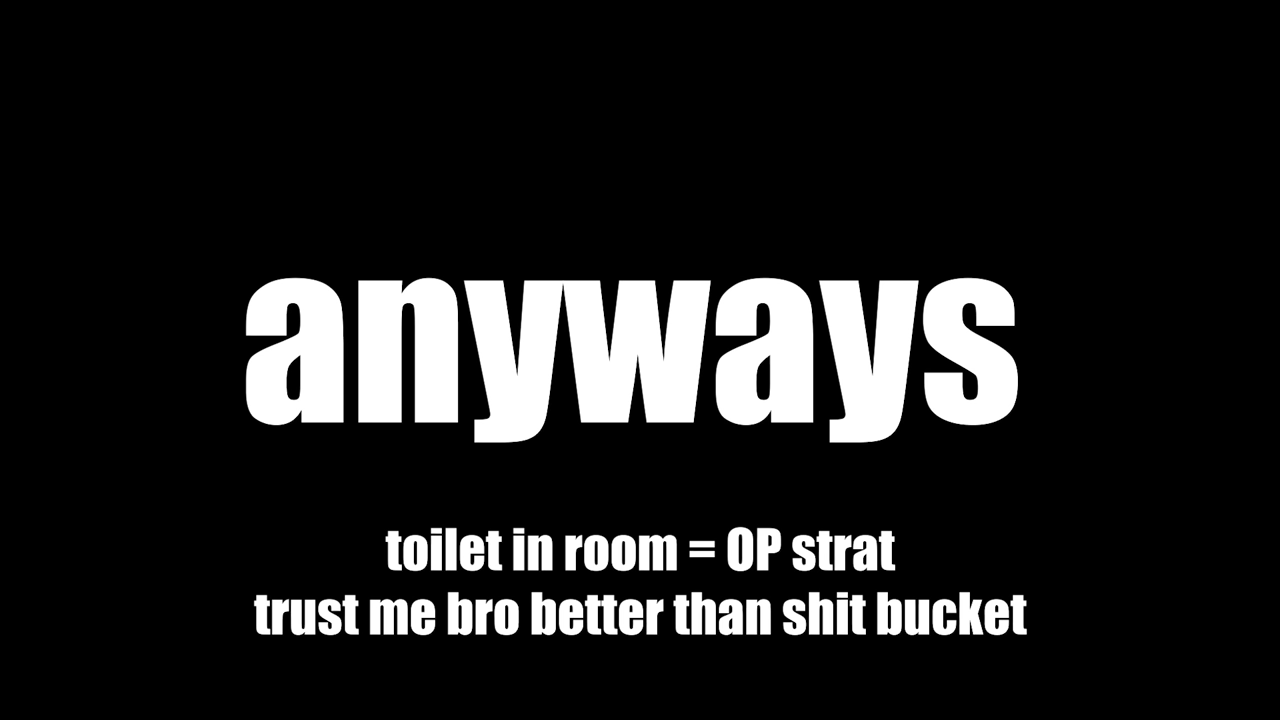 anyways
toilet in room = OP strat
trust me bro better than shit bucket